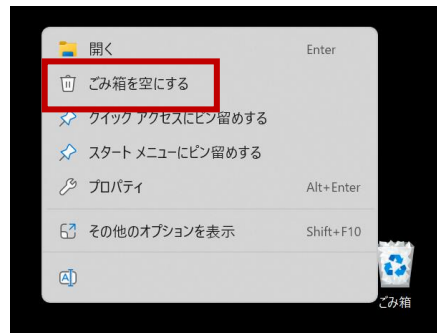 開く Enter
ごみ箱を空にする
クイック アクセスにピン留めする
スタート メニューにピン留めする
プロパティ Alt+Enter
その他のオプションを表示 Shift+F10
ごみ箱